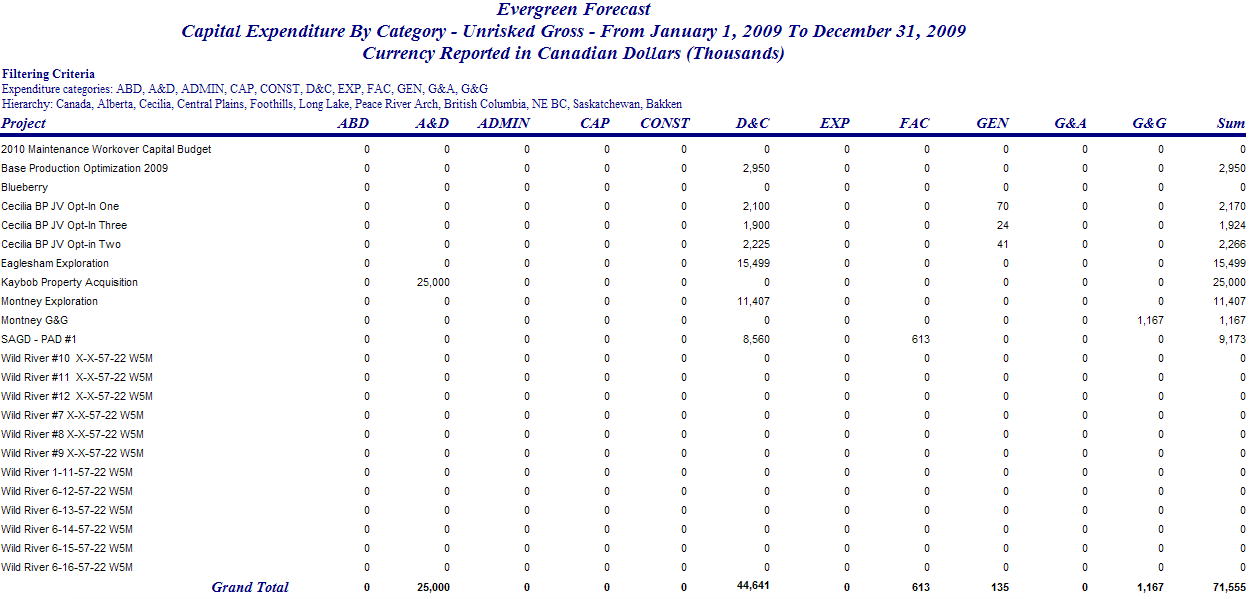 Evergreen Forecast
Capital Expenditure By Category - Unrisked Gross - From January 1, 2009 To December 31, 2009
Currency Reported in Canadian Dollars (Thousands)
Filtering Criteria
Expenditure categories: ABD, A&D, ADMIN, CAP, CONST, D&C, EXP, FAC, GEN, G&A, G&G
Hierarchy: Canada, Alberta, Cecilia, Central Plains, Foothills, Long Lake, Peace River Arch, British Columbia, NE BC, Saskatchewan, Bakken
Project ABD A&D ADMIN CAP CONST D&C EXP FAC GEN G&A G&G Sum
2010 Maintenance Workover Capital Budget 0 0 0 0 0 0 0 0 0 0 0 0
Base Production Optimization 2009 0 0 0 0 0 2,950 0 0 0 0 0 2,950
Blueberry 0 0 0 0 0 0 0 0 0 0 0 0
Cecilia BP JV Opt-In One 0 0 0 0 0 2,100 0 0 70 0 0 2,170
Cecilia BP JV Opt-In Three 0 0 0 0 0 1,900 0 0 24 0 0 1,924
Cecilia BP JV Opt-in Two 0 0 0 0 0 2,225 0 0 41 0 0 2,266
Eaglesham Exploration 0 0 0 0 0 15,499 0 0 0 0 0 15,499
Kaybob Property Acquisition 0 25,000 0 0 0 0 0 0 0 0 0 25,000
Montney Exploration 0 0 0 0 0 11,407 0 0 0 0 0 11,407
Montney G&G 0 0 0 0 0 0 0 0 0 0 1,167 1,167
SAGD - PAD #1 0 0 0 0 0 8,560 0 613 0 0 0 9,173
Wild River #10 X-X-57-22 W5M 0 0 0 0 0 0 0 0 0 0 0 0
Wild River #11 X-X-57-22 W5M 0 0 0 0 0 0 0 0 0 0 0 0
Wild River #12 X-X-57-22 W5M 0 0 0 0 0 0 0 0 0 0 0 0
Wild River #7 X-X-57-22 W5M 0 0 0 0 0 0 0 0 0 0 0 0
Wild River #8 X-X-57-22 W5M 0 0 0 0 0 0 0 0 0 0 0 0
Wild River #9 X-X-57-22 W5M 0 0 0 0 0 0 0 0 0 0 0 0
Wild River 1-11-57-22 W5M 0 0 0 0 0 0 0 0 0 0 0 0
Wild River 6-12-57-22 W5M 0 0 0 0 0 0 0 0 0 0 0 0
Wild River 6-13-57-22 W5M 0 0 0 0 0 0 0 0 0 0 0 0
Wild River 6-14-57-22 W5M 0 0 0 0 0 0 0 0 0 0 0 0
Wild River 6-15-57-22 W5M 0 0 0 0 0 0 0 0 0 0 0 0
Wild River 6-16-57-22 W5M 0 0 0 0 0 0 0 0 0 0 0 0
Grand Total 0 25,000 0 0 0 44,641 0 613 135 0 1,167 71,555